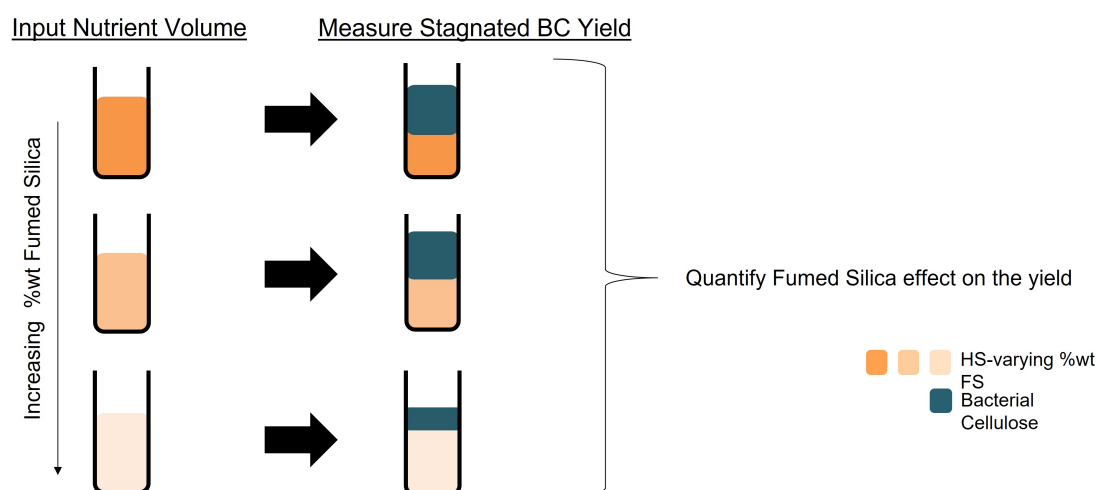 Input Nutrient Volume
Measure Stagnated BC Yield
Increasing %wt Fumed Silica
Quantify Fumed Silica effect on the yield
HS-varying %wt
FS
Bacterial
Cellulose